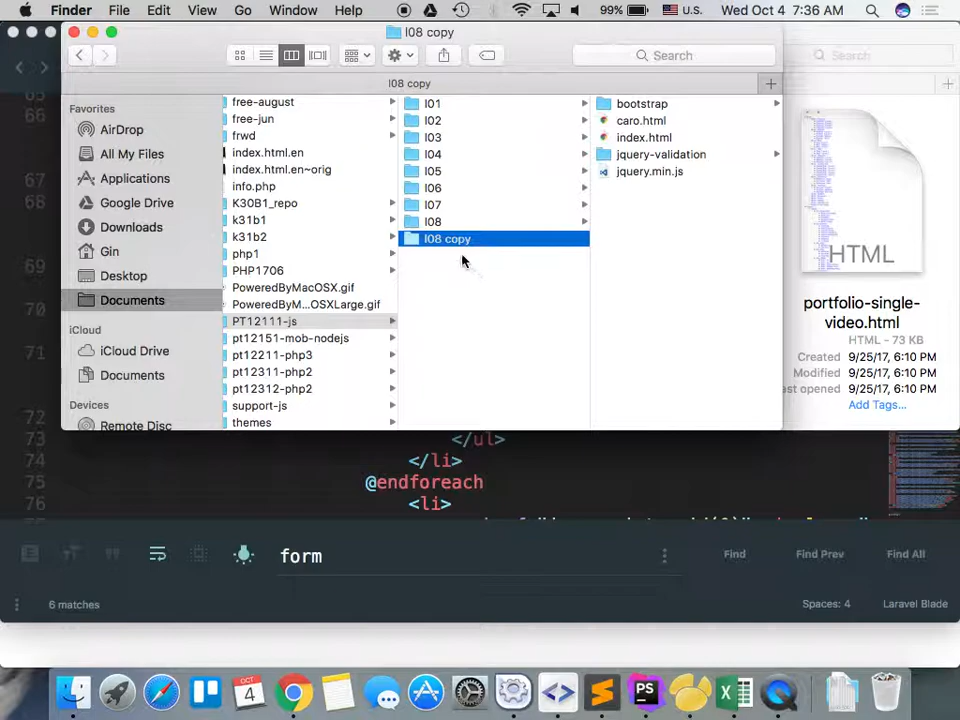 Finder File Edit View Go Window Help 99% U.S. Wed Oct 4 7:36 AM
l08 copy
Search
Search
l08 copy
Favorites
AirDrop
All My Files
Applications
Google Drive
Downloads
Gin
Desktop
Documents
iCloud
iCloud Drive
Documents
Devices
Remote Disc
free-august
free-jun
frwd
index.html.en
index.html.en~orig
info.php
K30B1_repo
k31b1
k31b2
php1
PHP1706
PoweredByMacOSX.gif
PoweredByM...OSXLarge.gif
PT12111-js
pt12151-mob-nodejs
pt12211-php3
pt12311-php2
pt12312-php2
support-js
themes
l01
l02
l03
l04
l05
l06
l07
l08
l08 copy
bootstrap
caro.html
index.html
jquery-validation
jquery.min.js
HTML
portfolio-single-
video.html
HTML - 73 KB
Created 9/25/17, 6:10 PM
Modified 9/25/17, 6:10 PM
ast opened 9/25/17, 6:10 PM
Add Tags...
67
68
69
70
71
72
73 </ul>
74 </li>
75 @endforeach
76 <li>
form
Find Find Prev Find All
6 matches
Spaces: 4 Laravel Blade
OCT
4
PS